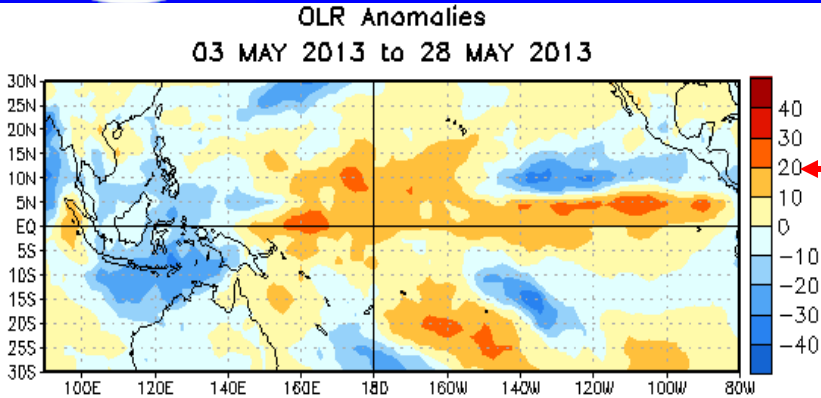 OLR Anomalies
03 MAY 2013 to 28 MAY 2013
30N
25N
20N
15N
10N
5N
EQ
5S
10S
15S
20S
25S
30S
100E 120E 140E 160E 180 160W 140W 120W 100W 80W
40
30
20
10
0
-10
-20
-30
-40